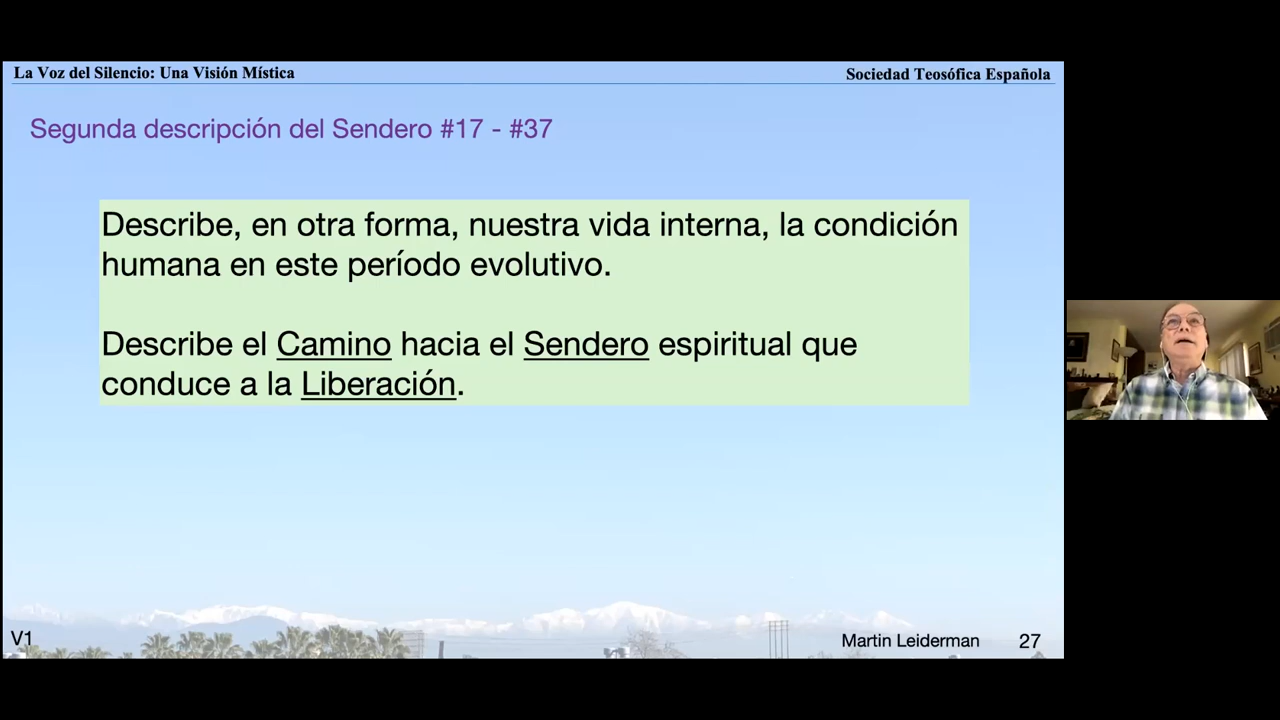 La Voz del Silencio: Una Visión Mística
Sociedad Teosófica Española
Segunda descripción del Sendero #17 - #37
Describe, en otra forma, nuestra vida interna, la condición
humana en este período evolutivo.
Describe el Camino hacia el Sendero espiritual que
conduce a la Liberación.
V1
Martin Leiderman
27